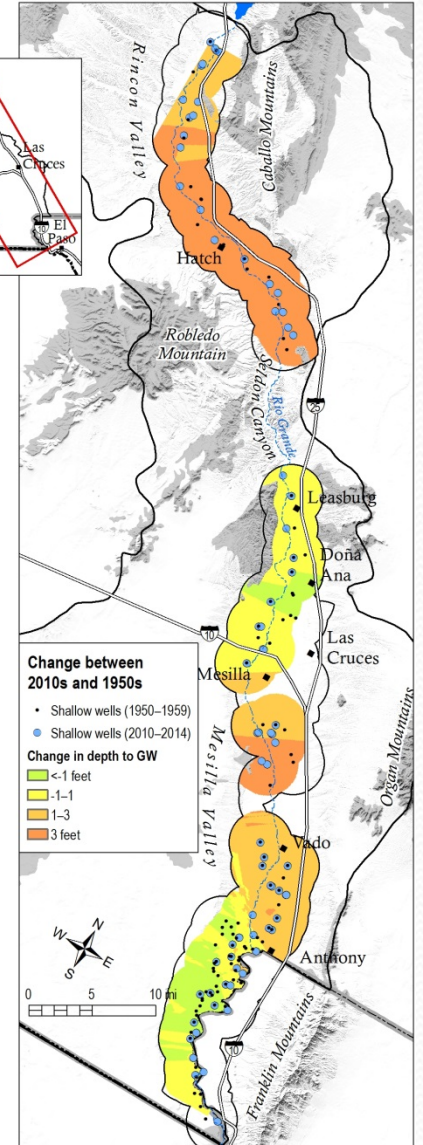 Rincon Valley
Caballo Mountains
Las
Cruces
10
El
Paso
Hatch
Robledo
Mountain
Seldon Canyon
Rio Grande
25
Leasburg
Doña
Ana
10
Las
Cruces
Mesilla
Change between
2010s and 1950s
Shallow wells (1950–1959)
Shallow wells (2010–2014)
Change in depth to GW
<-1 feet
-1–1
1–3
3 feet
Mesilla Valley
Organ Mountains
Vado
N
W
E
S
Anthony
0 5 10 mi
10
Franklin Mountains